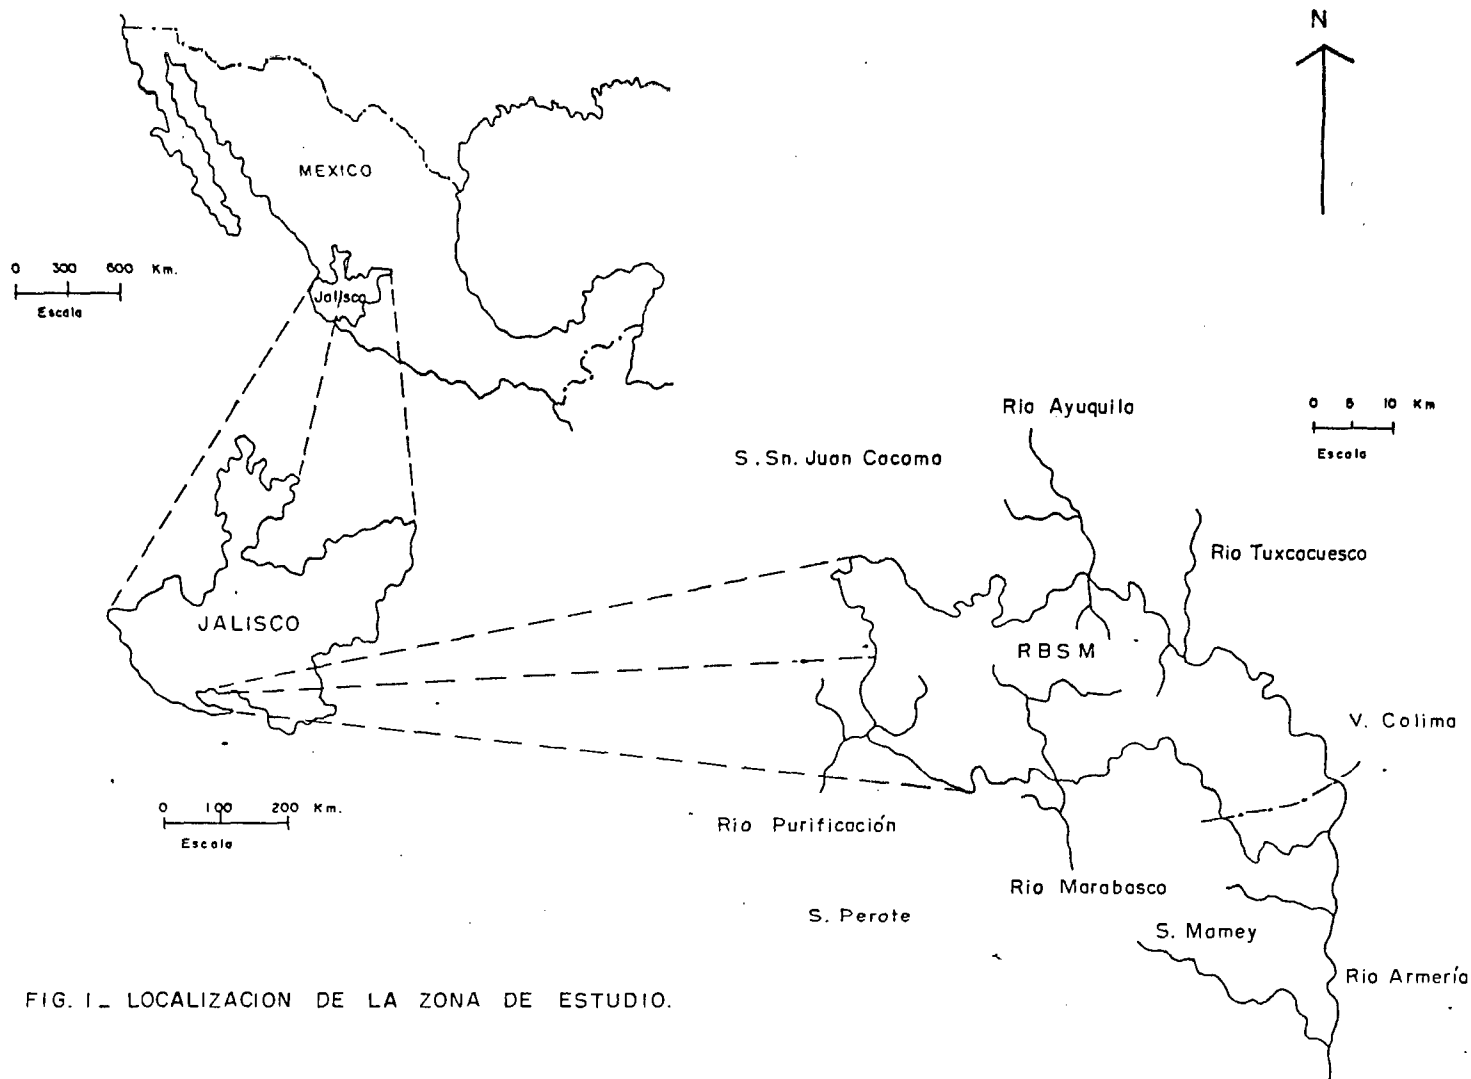 N
MEXICO
0 300 600 Km.
Escala
Jalisco
Rio Ayuquila
0 5 10 Km
Escala
S. Sn. Juan Cacoma
Rio Tuxcacuesco
JALISCO
RBSM
V. Colima
0 100 200 Km.
Escala
Rio Purificación
Rio Marabasco
S. Perote
S. Mamey
Rio Armería
FIG. 1_ LOCALIZACION DE LA ZONA DE ESTUDIO.